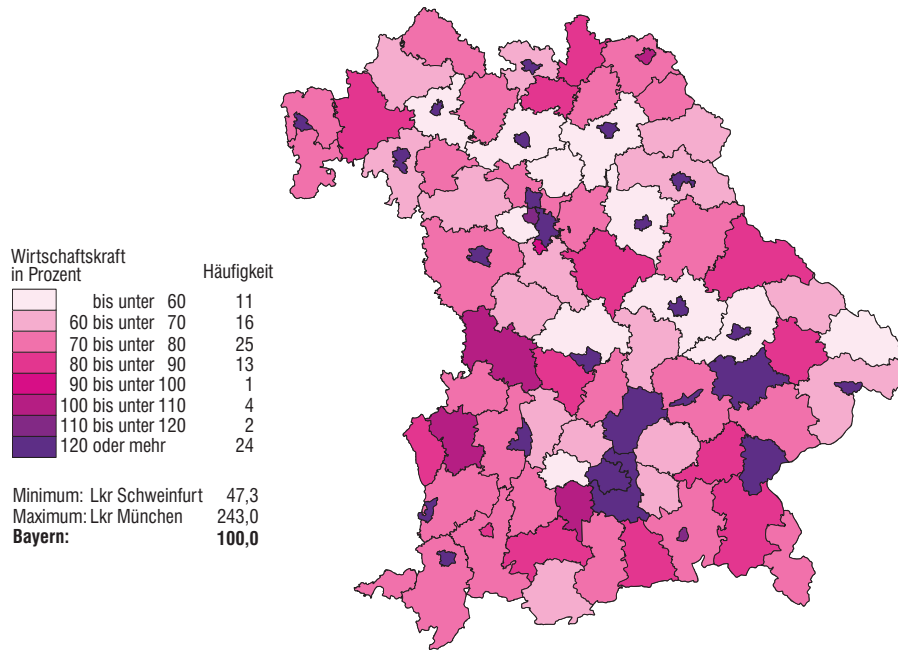 Wirtschaftskraft
in Prozent Häufigkeit
bis unter 60 11
60 bis unter 70 16
70 bis unter 80 25
80 bis unter 90 13
90 bis unter 100 1
100 bis unter 110 4
110 bis unter 120 2
120 oder mehr 24
Minimum: Lkr Schweinfurt 47,3
Maximum: Lkr München 243,0
Bayern: 100,0